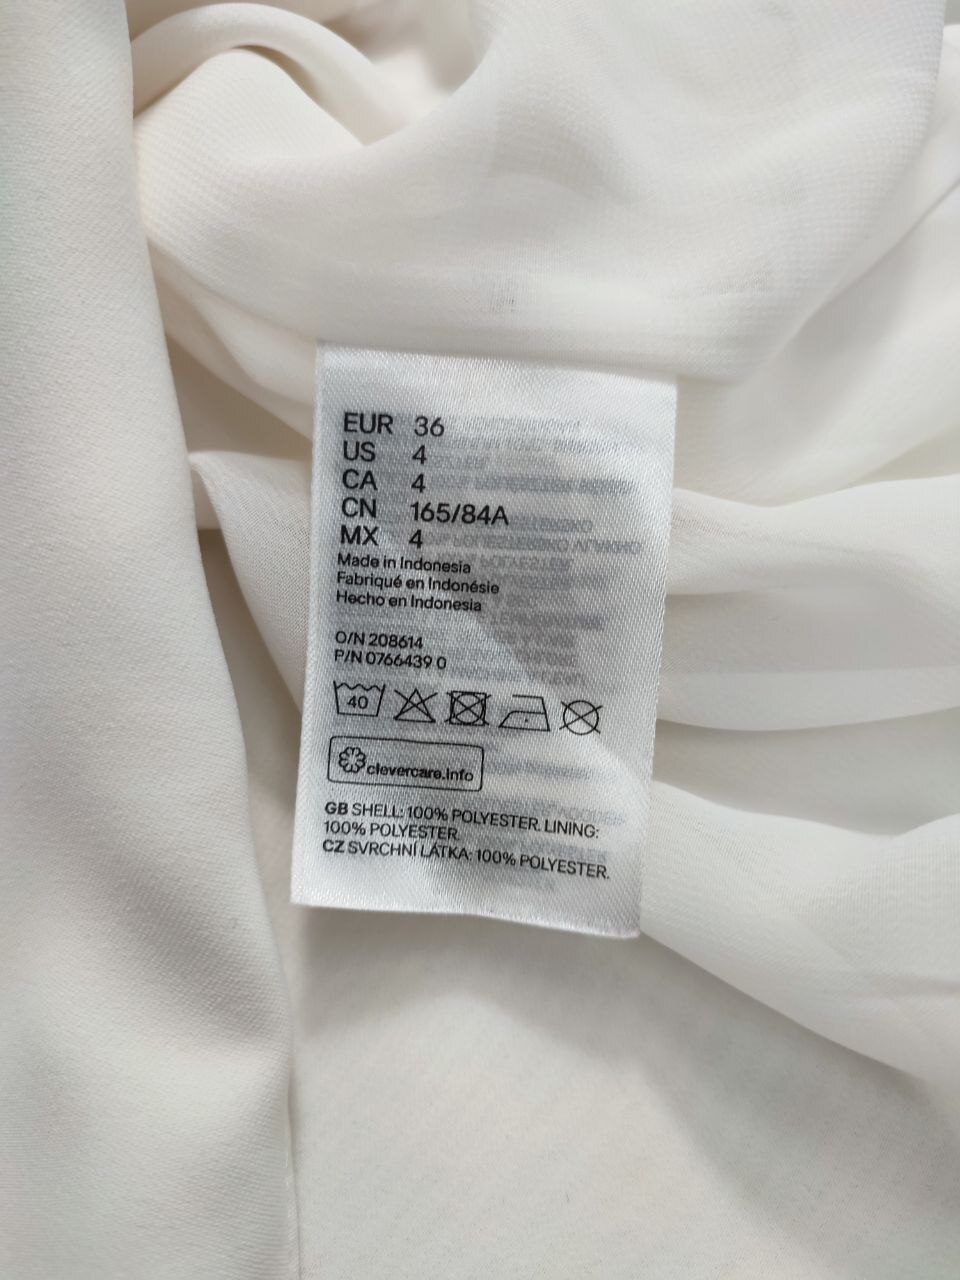 EUR 36
US 4
CA 4
CN 165/84A
MX 4
Made in Indonesia
Fabriqué en Indonésie
Hecho en Indonesia
O/N 208614
P/N 0766439 0
40
clevercare.info
GB SHELL: 100% POLYESTER. LINING:
100% POLYESTER
CZ SVRCHNÍ LÁTKA: 100% POLYESTER.